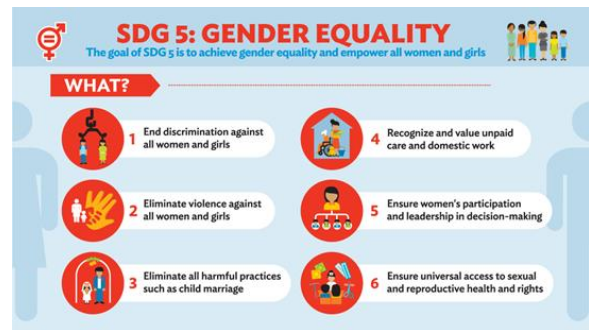 SDG 5: GENDER EQUALITY
The goal of SDG 5 is to achieve gender equality and empower all women and girls
WHAT?
1 End discrimination against
all women and girls
2 Eliminate violence against
all women and girls
3 Eliminate all harmful practices
such as child marriage
4 Recognize and value unpaid
care and domestic work
5 Ensure women's participation
and leadership in decision-making
6 Ensure universal access to sexual
and reproductive health and rights